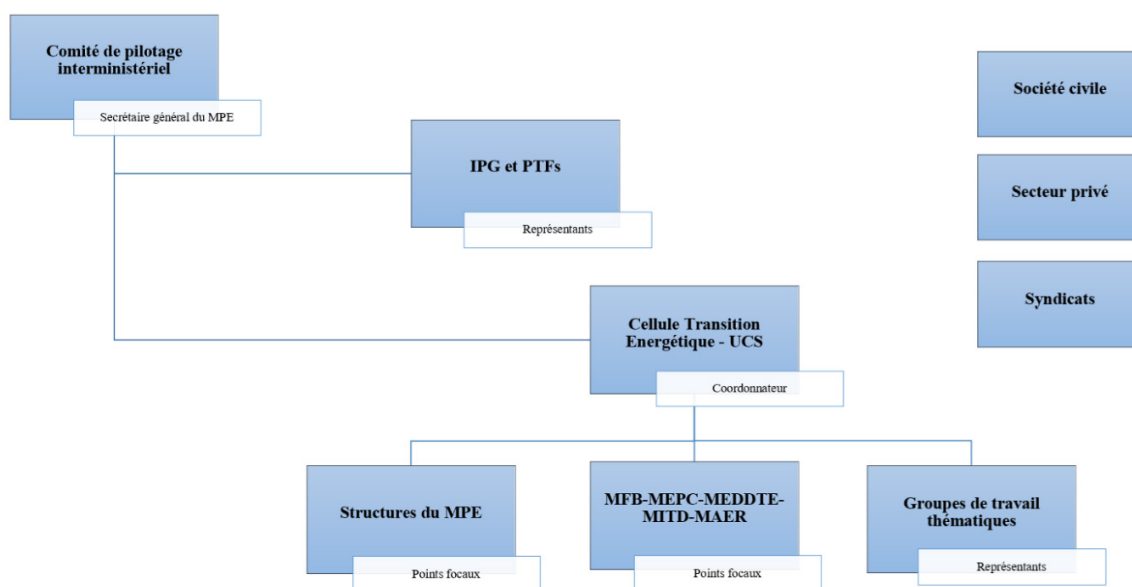 Comité de pilotage
interministériel
Secrétaire général du MPE
IPG et PTFs
Représentants
Société civile
Secteur privé
Syndicats
Cellule Transition
Energétique - UCS
Coordonnateur
Structures du MPE
Points focaux
MFB-MEPC-MEDDTE-
MITD-MAER
Points focaux
Groupes de travail
thématiques
Représentants